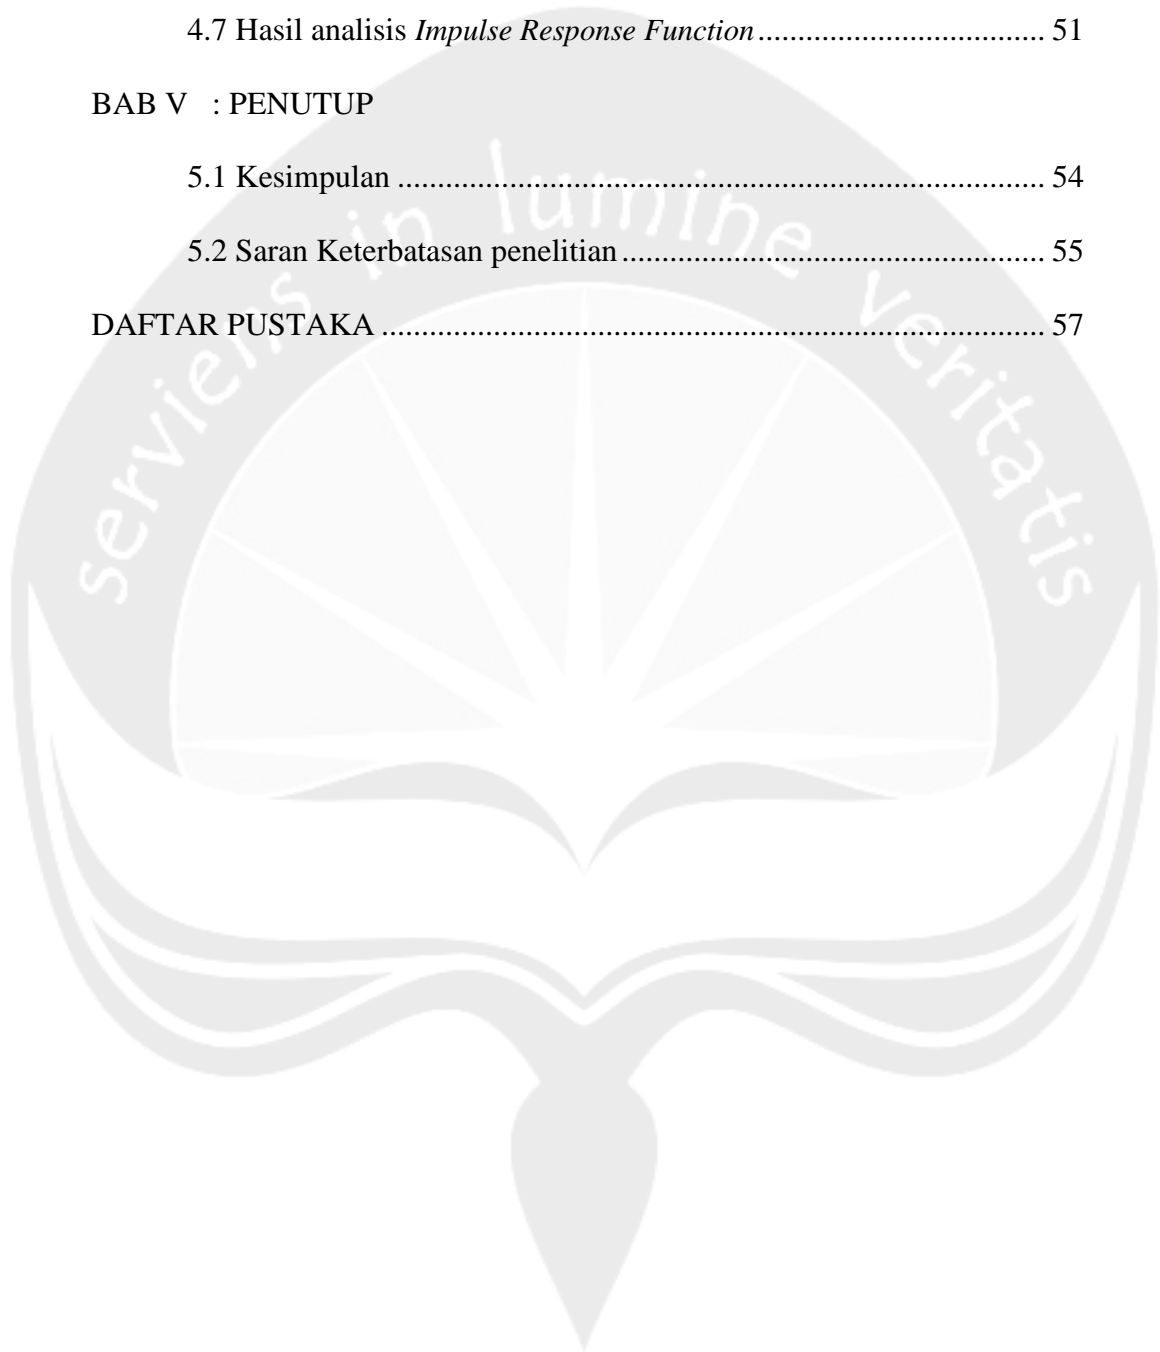 4.7 Hasil analisis Impulse Response Function.................................... 51
BAB V : PENUTUP
5.1 Kesimpulan ................................................................................. 54
5.2 Saran Keterbatasan penelitian..................................................... 55
DAFTAR PUSTAKA ................................................................................... 57
serviens in lumine veritatis